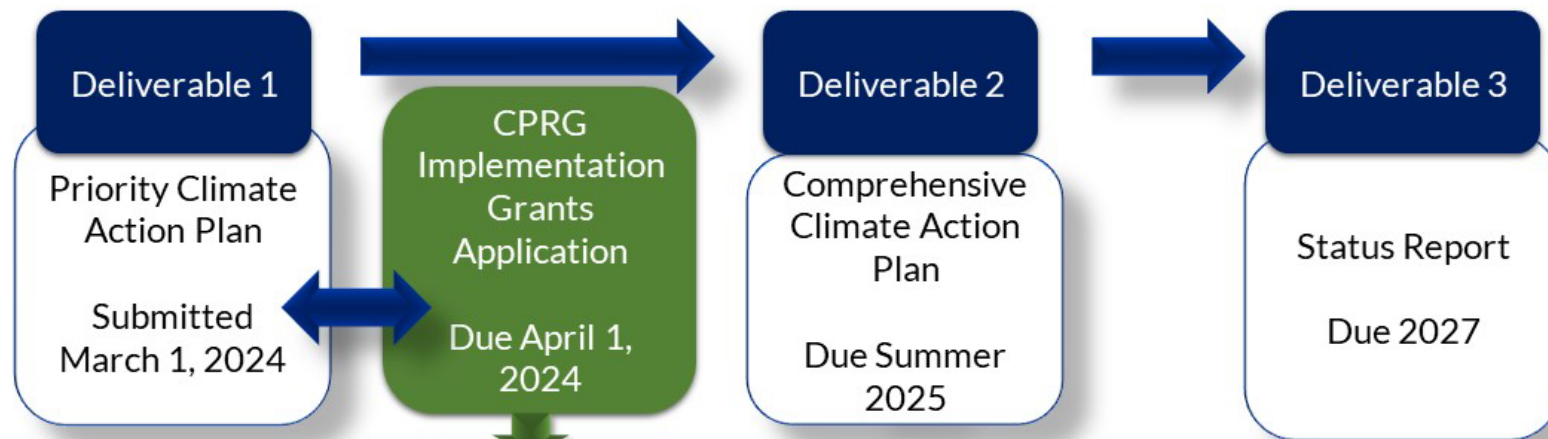 Deliverable 1
Priority Climate
Action Plan
Submitted
March 1, 2024
CPRG
Implementation
Grants
Application
Due April 1,
2024
Deliverable 2
Comprehensive
Climate Action
Plan
Due Summer
2025
Deliverable 3
Status Report
Due 2027